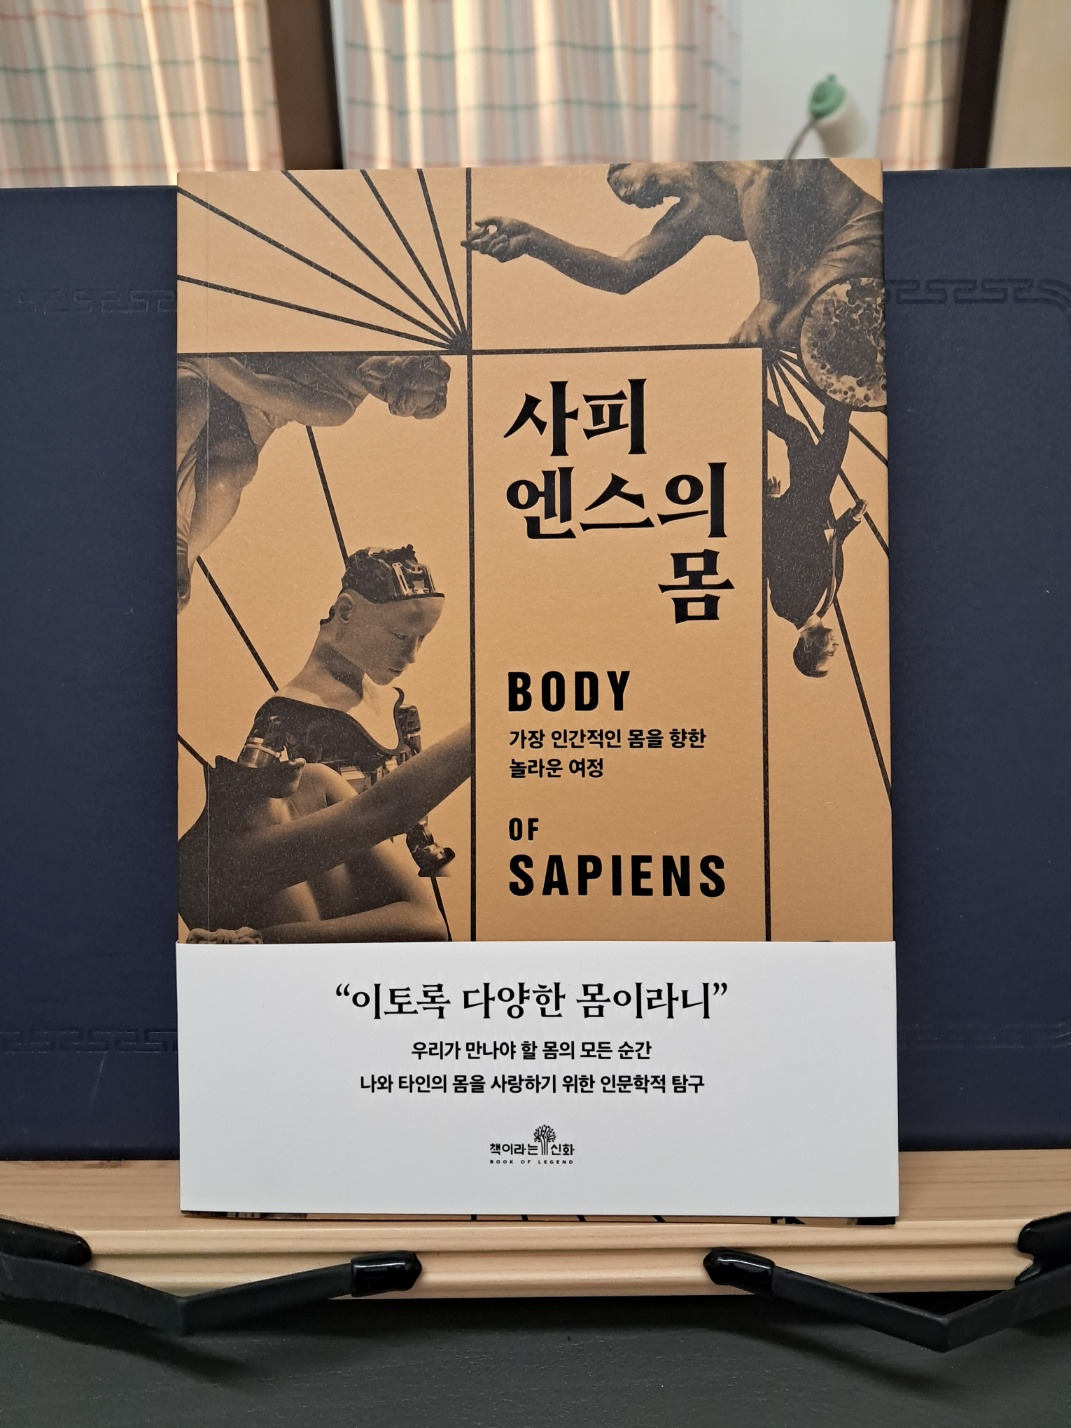 사피
엔스의
몸
BODY
가장 인간적인 몸을 향한
놀라운 여정
OF
SAPIENS
“이토록 다양한 몸이라니”
우리가 만나야 할 몸의 모든 순간
나와 타인의 몸을 사랑하기 위한 인문학적 탐구
책이라는신화
BOOK OF LEGEND